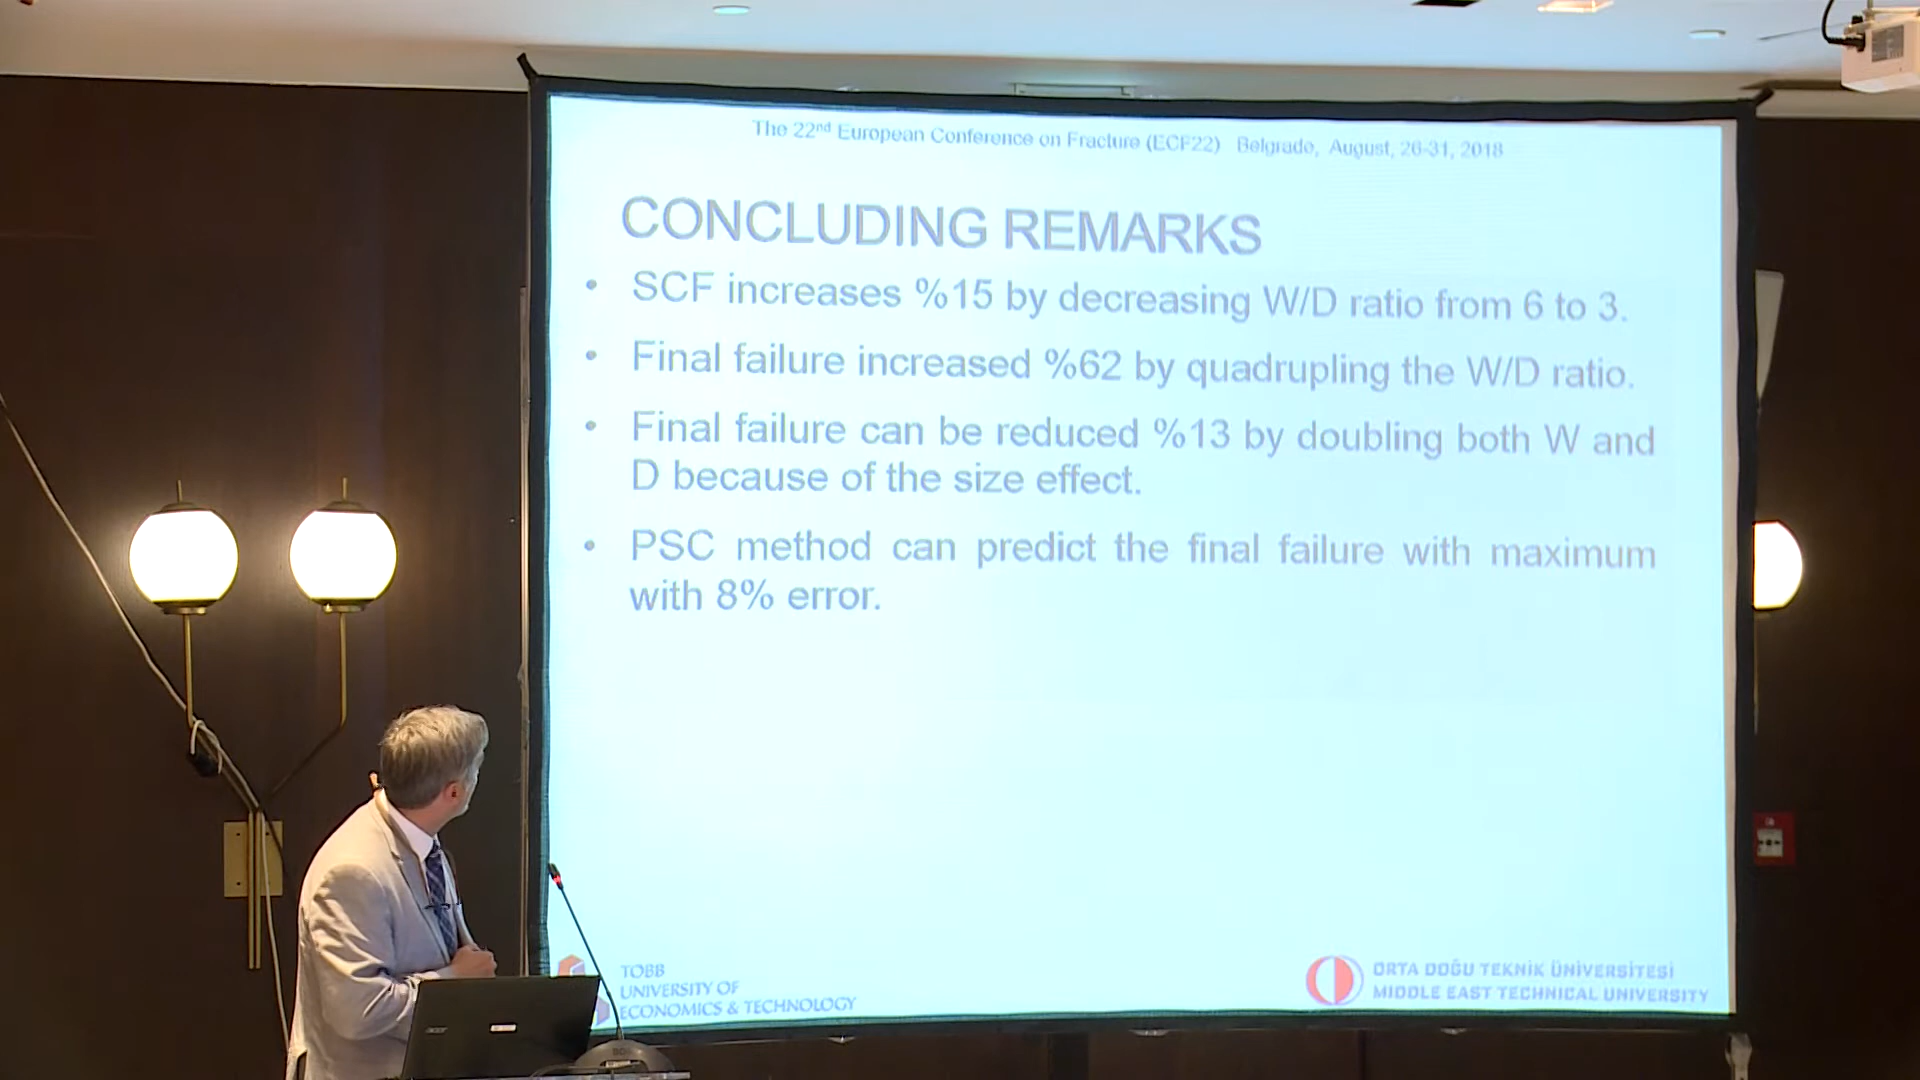 The 22nd European Conference on Fracture (ECF22) Belgrade, August, 26-31, 2018
CONCLUDING REMARKS
• SCF increases %15 by decreasing W/D ratio from 6 to 3.
• Final failure increased %62 by quadrupling the W/D ratio.
• Final failure can be reduced %13 by doubling both W and
D because of the size effect.
• PSC method can predict the final failure with maximum
with 8% error.
TOBB
UNIVERSITY OF
ECONOMICS & TECHNOLOGY
ORTA DOĞU TEKNİK ÜNİVERSİTESİ
MIDDLE EAST TECHNICAL UNIVERSITY
acer